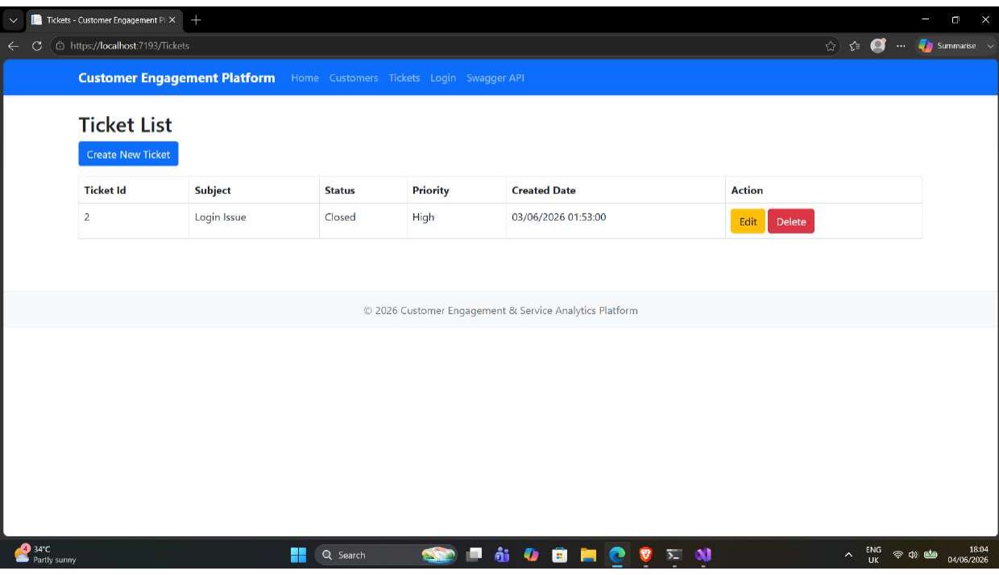 Tickets - Customer Engagement Pl
https://localhost:7193/Tickets
Summarise
Customer Engagement Platform Home Customers Tickets Login Swagger API
Ticket List
Create New Ticket
Ticket Id Subject Status Priority Created Date Action
2 Login Issue Closed High 03/06/2026 01:53:00 Edit Delete
© 2026 Customer Engagement & Service Analytics Platform
4 34°C
Partly sunny
Search
ENG
UK
18:04
04/06/2026